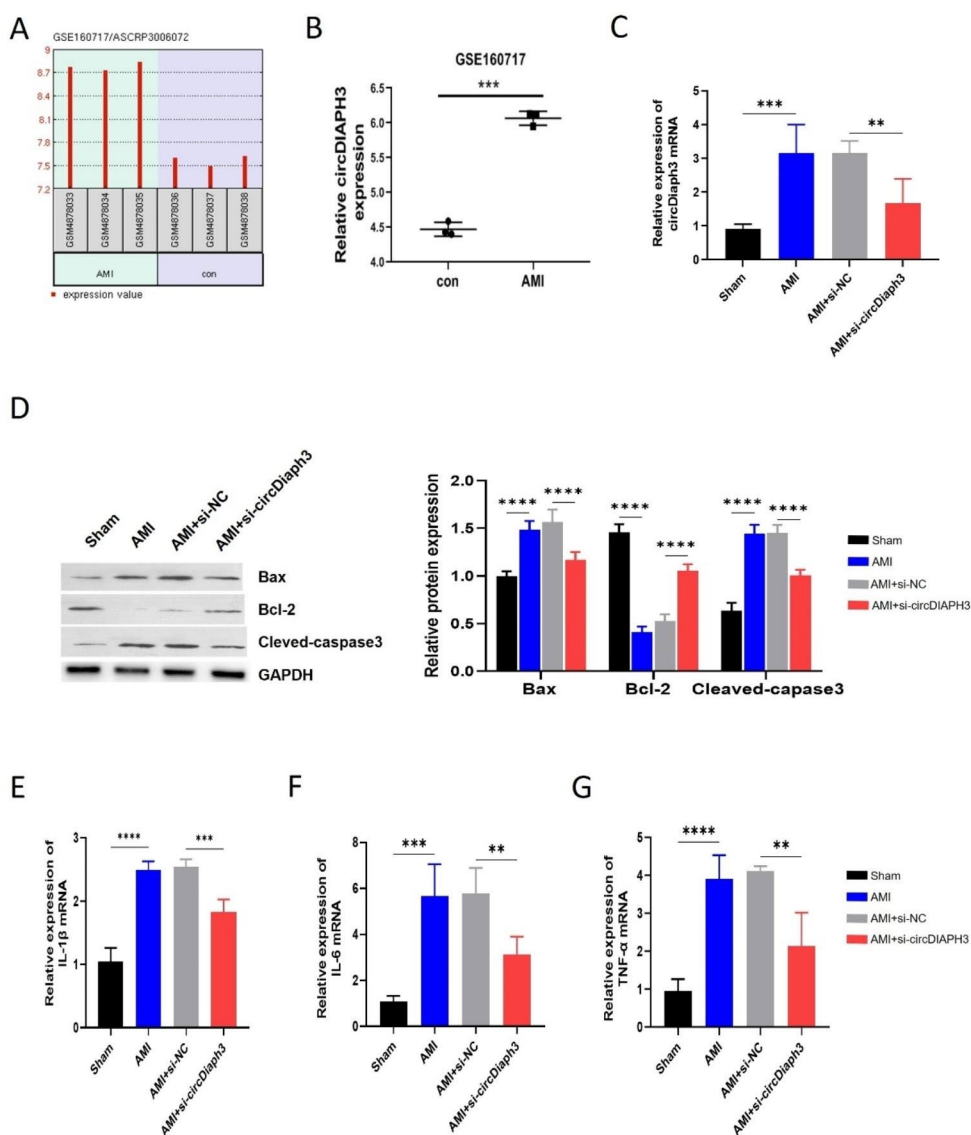 A
GSE160717/ASCRP3006072
9
8.7
8.4
8.1
7.8
7.5
7.2
GSM4878033
GSM4878034
GSM4878035
GSM4878036
GSM4878037
GSM4878038
AMI
con
expression value
B
GSE160717
***
Relative circDIAPH3
expression
6.5
6.0
5.5
5.0
4.5
4.0
con
AMI
C
Relative expression of
circDiaph3 mRNA
5
4
3
2
1
0
***
**
Sham
AMI
AMI+si-NC
AMI+si-circDiaph3
D
Sham
AMI
AMI+si-NC
AMI+si-circDiaph3
Bax
Bcl-2
Cleved-caspase3
GAPDH
Relative protein expression
2.0
1.5
1.0
0.5
0.0
****
****
****
****
****
****
Bax
Bcl-2
Cleaved-capase3
Sham
AMI
AMI+si-NC
AMI+si-circDIAPH3
E
Relative expression of
IL-1β mRNA
3
2
1
0
****
***
Sham
AMI
AMI+si-NC
AMI+si-circDiaph3
F
Relative expression of
IL-6 mRNA
8
6
4
2
0
***
**
Sham
AMI
AMI+si-NC
AMI+si-circDiaph3
G
Relative expression of
TNF-α mRNA
5
4
3
2
1
0
****
**
Sham
AMI
AMI+si-NC
AMI+si-circDiaph3
Sham
AMI
AMI+si-NC
AMI+si-circDIAPH3